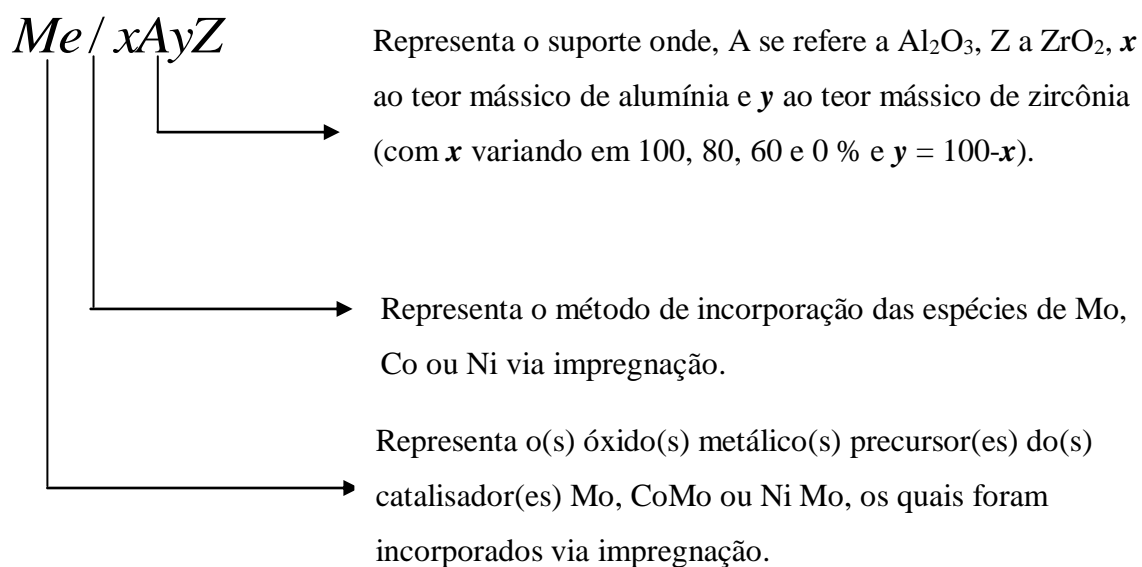 Me / xAyZ
Representa o suporte onde, A se refere a Al₂O₃, Z a ZrO₂, x
ao teor mássico de alumínia e y ao teor mássico de zircônia
(com x variando em 100, 80, 60 e 0 % e y = 100-x).
Representa o método de incorporação das espécies de Mo,
Co ou Ni via impregnação.
Representa o(s) óxido(s) metálico(s) precursor(es) do(s)
catalisador(es) Mo, CoMo ou Ni Mo, os quais foram
incorporados via impregnação.